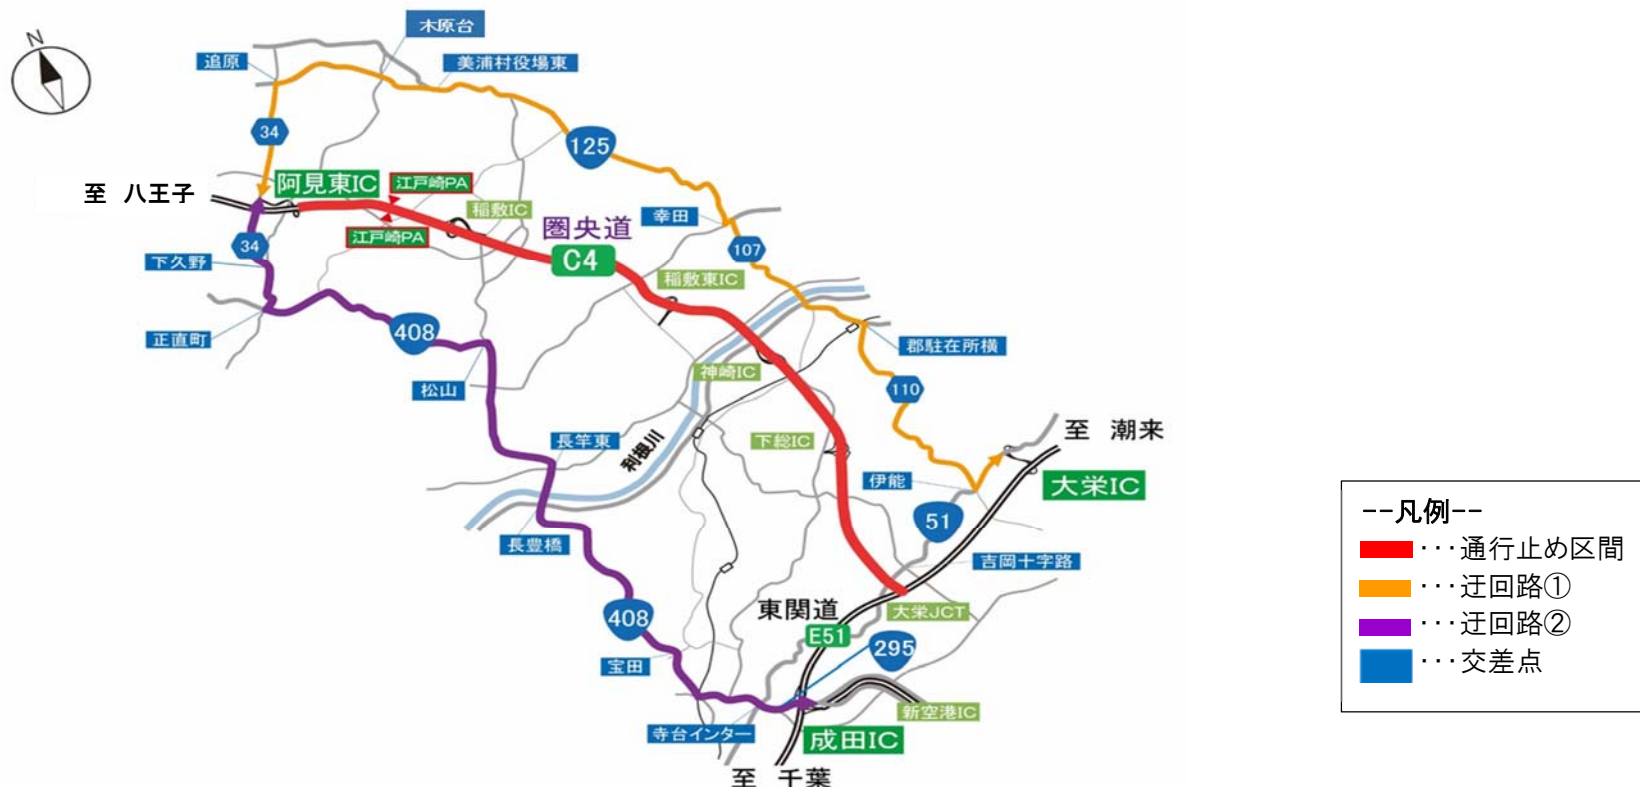 N
木原台
追原
美浦村役場東
34
125
至 八王子
阿見東IC
江戸崎PA
稲敷IC
圏央道
幸田
34
江戸崎PA
C4
107
下久野
稲敷東IC
正直町
408
郡駐在所横
松山
神崎IC
110
長竿東
利根川
下総IC
至 潮来
伊能
大栄IC
51
長豊橋
吉岡十字路
東関道
大栄JCT
408
E51
295
宝田
新空港IC
寺台インター
成田IC
至 千葉
--凡例--
・・・通行止め区間
・・・迂回路①
・・・迂回路②
・・・交差点